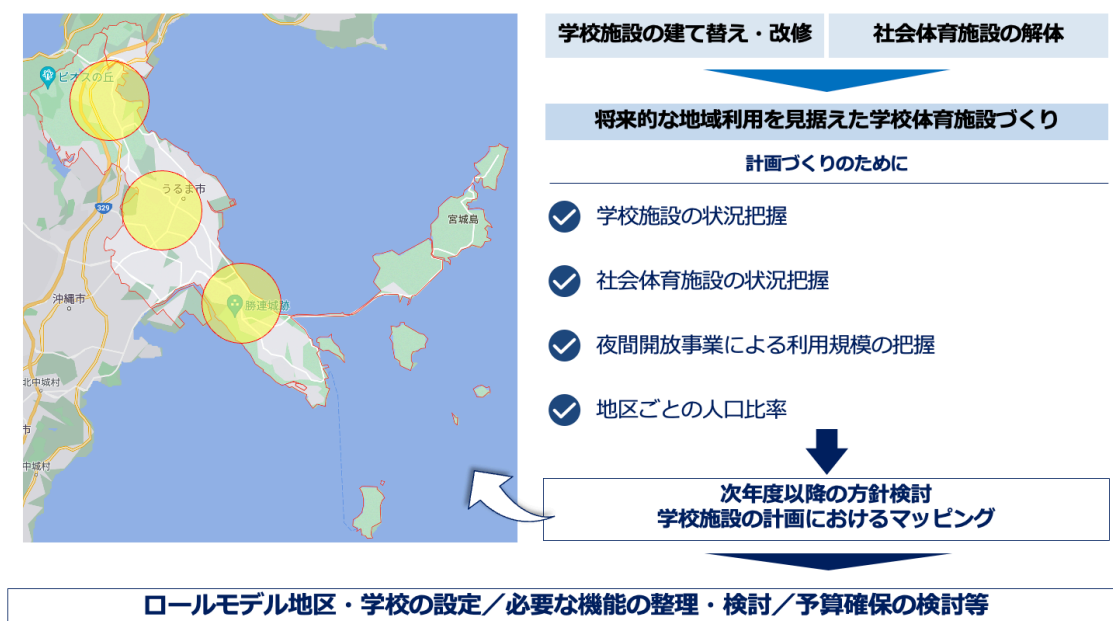 学校施設の建て替え・改修
社会体育施設の解体
将来的な地域利用を見据えた学校体育施設づくり
計画づくりのために
学校施設の状況把握
社会体育施設の状況把握
夜間開放事業による利用規模の把握
地区ごとの人口比率
次年度以降の方針検討
学校施設の計画におけるマッピング
ロールモデル地区・学校の設定／必要な機能の整理・検討／予算確保の検討等
ビオスの丘
うるま市
329
宮城島
沖縄市
勝連城跡
北中城村
市
中城村